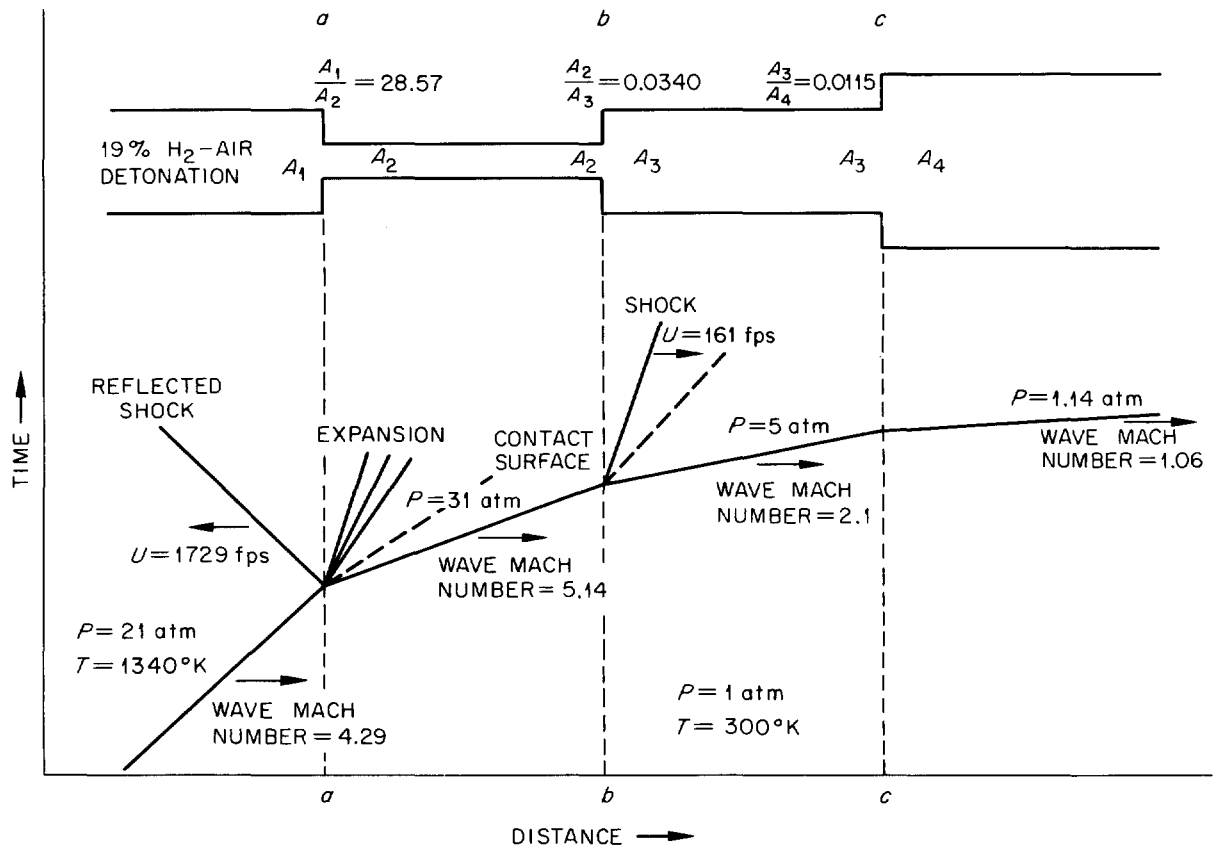 a b c
A₁/A₂ = 28.57 A₂/A₃ = 0.0340 A₃/A₄ = 0.0115
19% H₂-AIR
DETONATION
A₁ A₂ A₂ A₃ A₃ A₄
SHOCK
U = 161 fps
REFLECTED
SHOCK
EXPANSION
CONTACT
SURFACE
P = 31 atm
P = 5 atm
P = 1.14 atm
WAVE MACH
NUMBER = 1.06
WAVE MACH
NUMBER = 2.1
U = 1729 fps
WAVE MACH
NUMBER = 5.14
P = 21 atm
T = 1340°K
WAVE MACH
NUMBER = 4.29
P = 1 atm
T = 300°K
TIME
a b c
DISTANCE